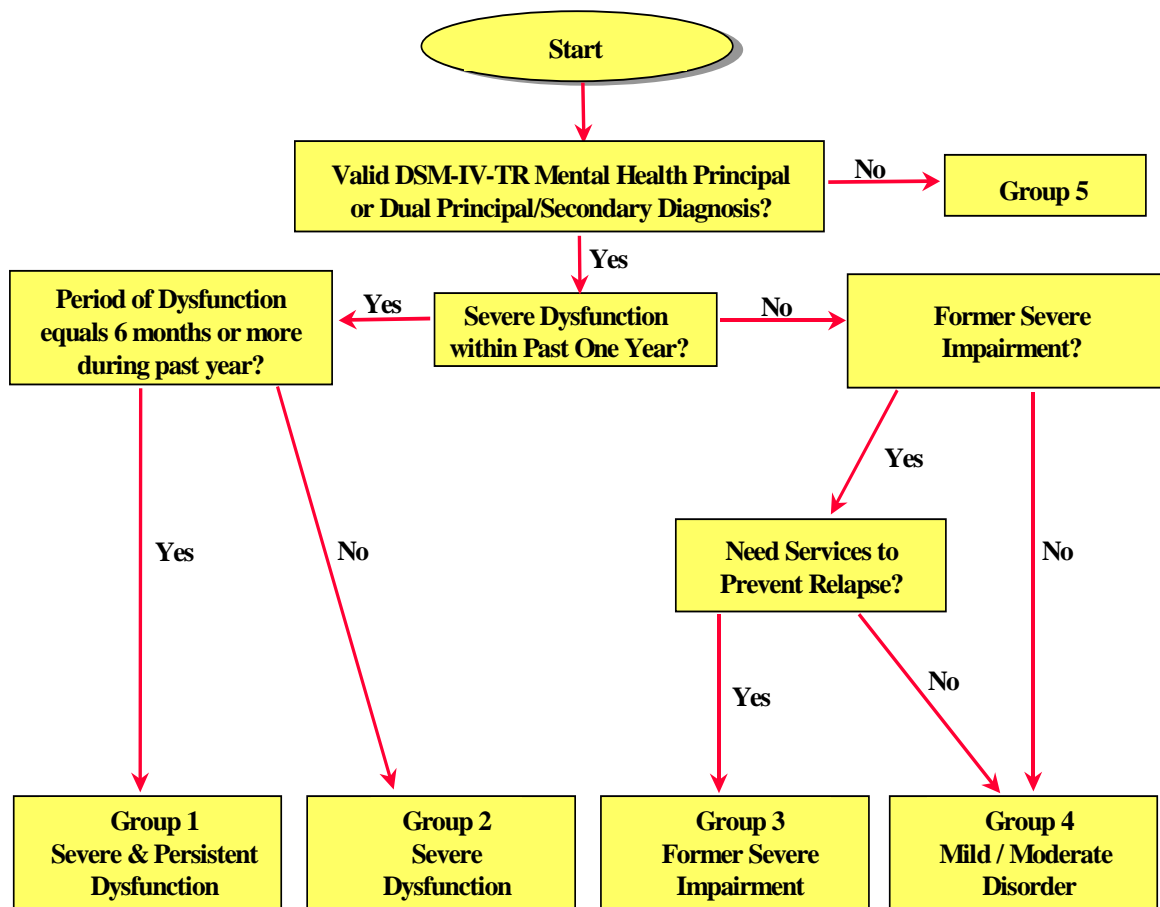 Start
Valid DSM-IV-TR Mental Health Principal
or Dual Principal/Secondary Diagnosis?
No
Group 5
Yes
Period of Dysfunction
equals 6 months or more
during past year?
Yes
Severe Dysfunction
within Past One Year?
No
Former Severe
Impairment?
Yes
No
Need Services to
Prevent Relapse?
Yes
No
Yes
No
Group 1
Severe & Persistent
Dysfunction
Group 2
Severe
Dysfunction
Group 3
Former Severe
Impairment
Group 4
Mild / Moderate
Disorder